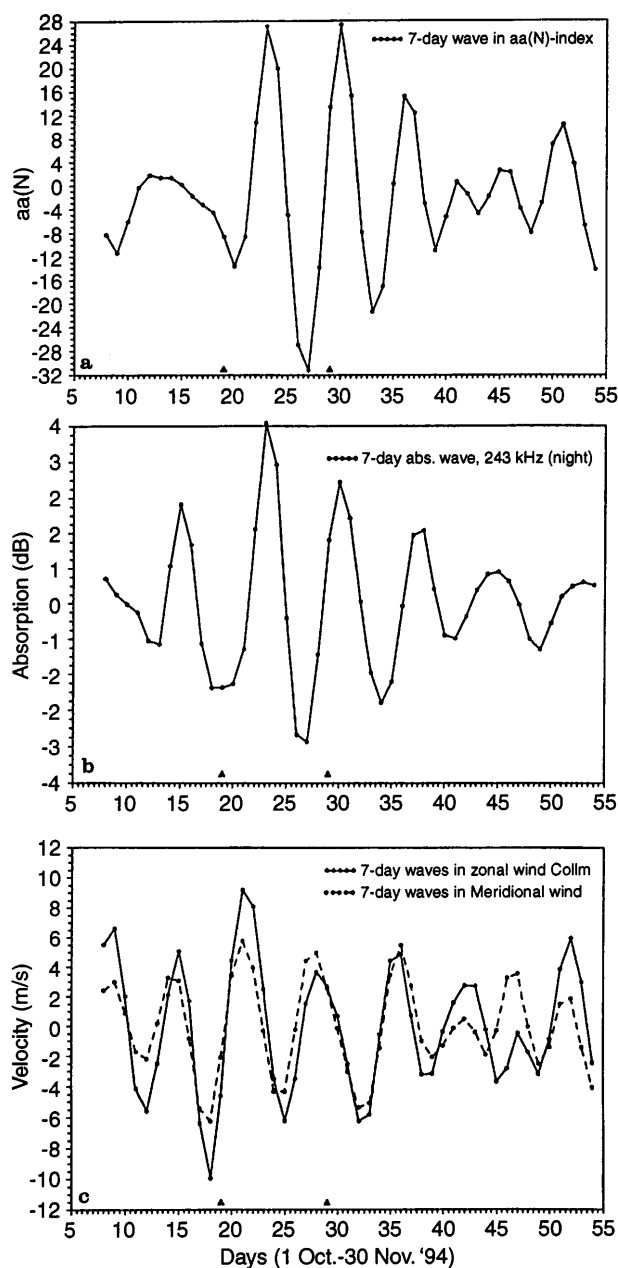 28
24
20
16
12
8
4
0
-4
-8
-12
-16
-20
-24
-28
-32
aa(N)
7-day wave in aa(N)-index
a
5 10 15 20 25 30 35 40 45 50 55
4
3
2
2
1
0
-1
-2
-2
-3
-4
Absorption (dB)
7-day abs. wave, 243 kHz (night)
b
5 10 15 20 25 30 35 40 45 50 55
12
10
8
6
4
2
0
-2
-4
-6
-8
-10
-12
Velocity (m/s)
7-day waves in zonal wind Collm
7-day waves in Meridional wind
c
5 10 15 20 25 30 35 40 45 50 55
Days (1 Oct.-30 Nov. '94)